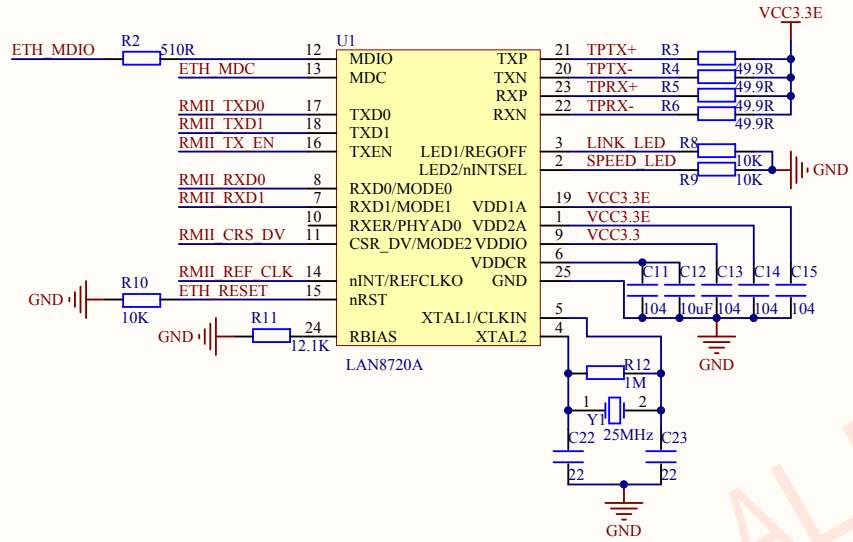 VCC3.3E
U1
ETH_MDIO R2 510R 12 MDIO TXP 21 TPTX+ R3
ETH_MDC 13 MDC TXN 20 TPTX- R4 49.9R
RXP 23 TPRX+ R5 49.9R
RMII_TXD0 17 TXD0 RXN 22 TPRX- R6 49.9R
49.9R
RMII_TXD1 18 TXD1
RMII_TX_EN 16 TXEN LED1/REGOFF 3 LINK_LED R8 10K
LED2/nINTSEL 2 SPEED_LED R9 10K GND
RMII_RXD0 8 RXD0/MODE0
RMII_RXD1 7 RXD1/MODE1 VDD1A 19 VCC3.3E
10 RXER/PHYAD0 VDD2A 1 VCC3.3E
RMII_CRS_DV 11 CSR_DV/MODE2 VDDIO 9 VCC3.3
VDDCR 6
RMII_REF_CLK 14 nINT/REFCLKO GND 25
C11 C12 C13 C14 C15
104 10uF 104 104 104
GND
GND R10 10K ETH_RESET 15 nRST
XTAL1/CLKIN 5
GND R11 12.1K 24 RBIAS XTAL2 4
LAN8720A
R12
1M
1 2
Y1
25MHz
C22 C23
22 22
GND